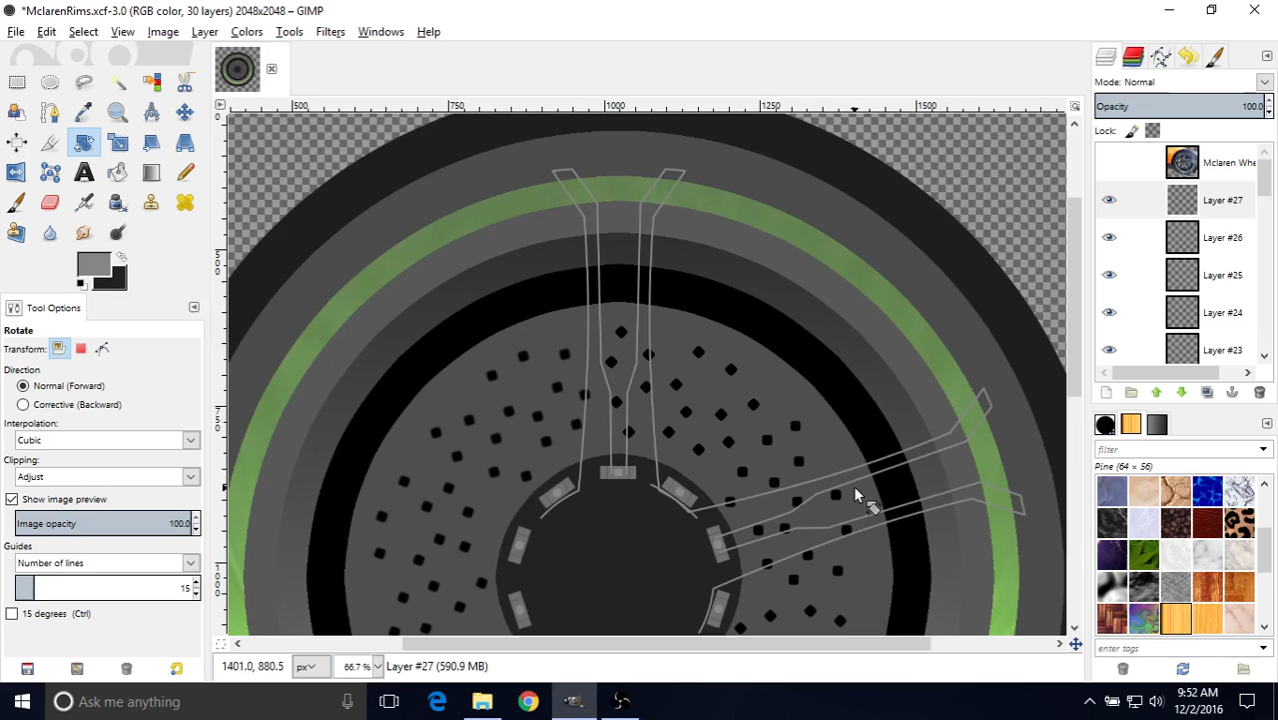 *MclarenRims.xcf-3.0 (RGB color, 30 layers) 2048x2048 – GIMP
File Edit Select View Image Layer Colors Tools Filters Windows Help
500 750 1000 1250 1500
Mode: Normal
Opacity 100.0
Lock:
Mclaren Whe
Layer #27
Layer #26
Layer #25
Layer #24
Layer #23
Tool Options
Rotate
Transform:
Direction
Normal (Forward)
Corrective (Backward)
Interpolation:
Cubic
Clipping:
Adjust
Show image preview
Image opacity 100.0
Guides
Number of lines
15
15 degrees (Ctrl)
0
500
750
1000
filter
Pine (64 × 56)
enter tags
1401.0, 880.5 px 66.7 % Layer #27 (590.9 MB)
Ask me anything
9:52 AM
12/2/2016